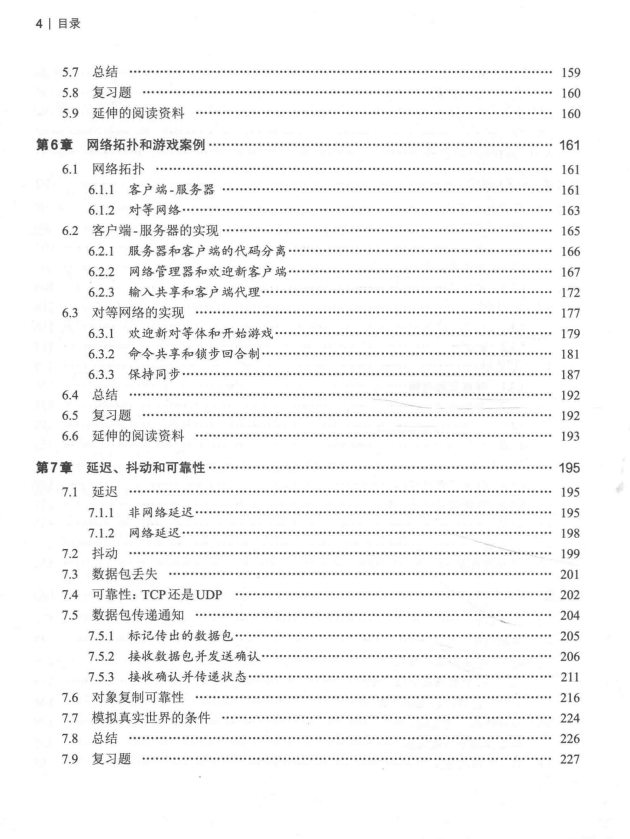 4 | 目录
5.7 总结 …… 159
5.8 复习题 …… 160
5.9 延伸的阅读资料 …… 160
第6章 网络拓扑和游戏案例 …… 161
6.1 网络拓扑 …… 161
6.1.1 客户端-服务器 …… 161
6.1.2 对等网络 …… 163
6.2 客户端-服务器的实现 …… 165
6.2.1 服务器和客户端的代码分离 …… 166
6.2.2 网络管理器和欢迎新客户端 …… 167
6.2.3 输入共享和客户端代理 …… 172
6.3 对等网络的实现 …… 177
6.3.1 欢迎新对等体和开始游戏 …… 179
6.3.2 命令共享和锁步回合制 …… 181
6.3.3 保持同步 …… 187
6.4 总结 …… 192
6.5 复习题 …… 192
6.6 延伸的阅读资料 …… 193
第7章 延迟、抖动和可靠性 …… 195
7.1 延迟 …… 195
7.1.1 非网络延迟 …… 195
7.1.2 网络延迟 …… 198
7.2 抖动 …… 199
7.3 数据包丢失 …… 201
7.4 可靠性：TCP还是UDP …… 202
7.5 数据包传递通知 …… 204
7.5.1 标记传出的数据包 …… 205
7.5.2 接收数据包并发送确认 …… 206
7.5.3 接收确认并传递状态 …… 211
7.6 对象复制可靠性 …… 216
7.7 模拟真实世界的条件 …… 224
7.8 总结 …… 226
7.9 复习题 …… 227